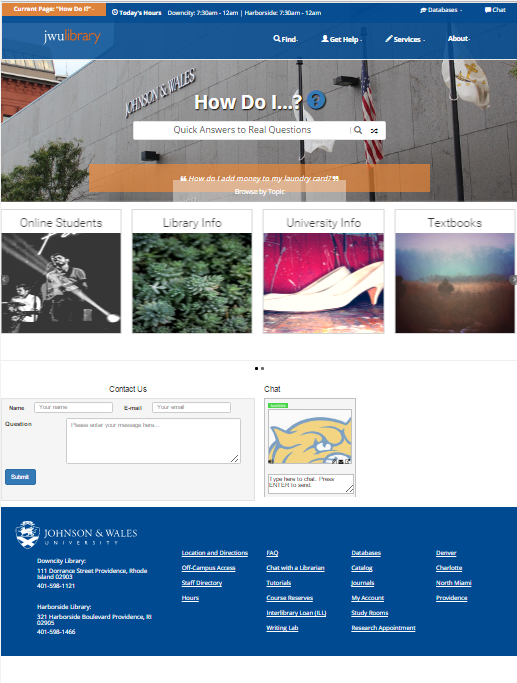 Current Page: "How Do I?" -
Today's Hours Downcity: 7:30am - 12am | Harborside: 7:30am - 12am
Databases -
Chat
jwulibrary
Find-
Get Help -
Services -
About-
JOHNSON & WALES
How Do I...?
Quick Answers to Real Questions
How do I add money to my laundry card?
Browse by Topic
Online Students
Library Info
University Info
Textbooks
Contact Us
Chat
Name
Your name
E-mail
Your email
Question
Please enter your message here...
Submit
Type here to chat. Press
ENTER to send.
JOHNSON & WALES
UNIVERSITY
Downcity Library:
111 Dorrance Street Providence, Rhode
Island 02903
401-598-1121
Harborside Library:
321 Harborside Boulevard Providence, RI
02905
401-598-1466
Location and Directions
Off-Campus Access
Staff Directory
Hours
FAQ
Chat with a Librarian
Tutorials
Course Reserves
Interlibrary Loan (ILL)
Writing Lab
Databases
Catalog
Journals
My Account
Study Rooms
Research Appointment
Denver
Charlotte
North Miami
Providence